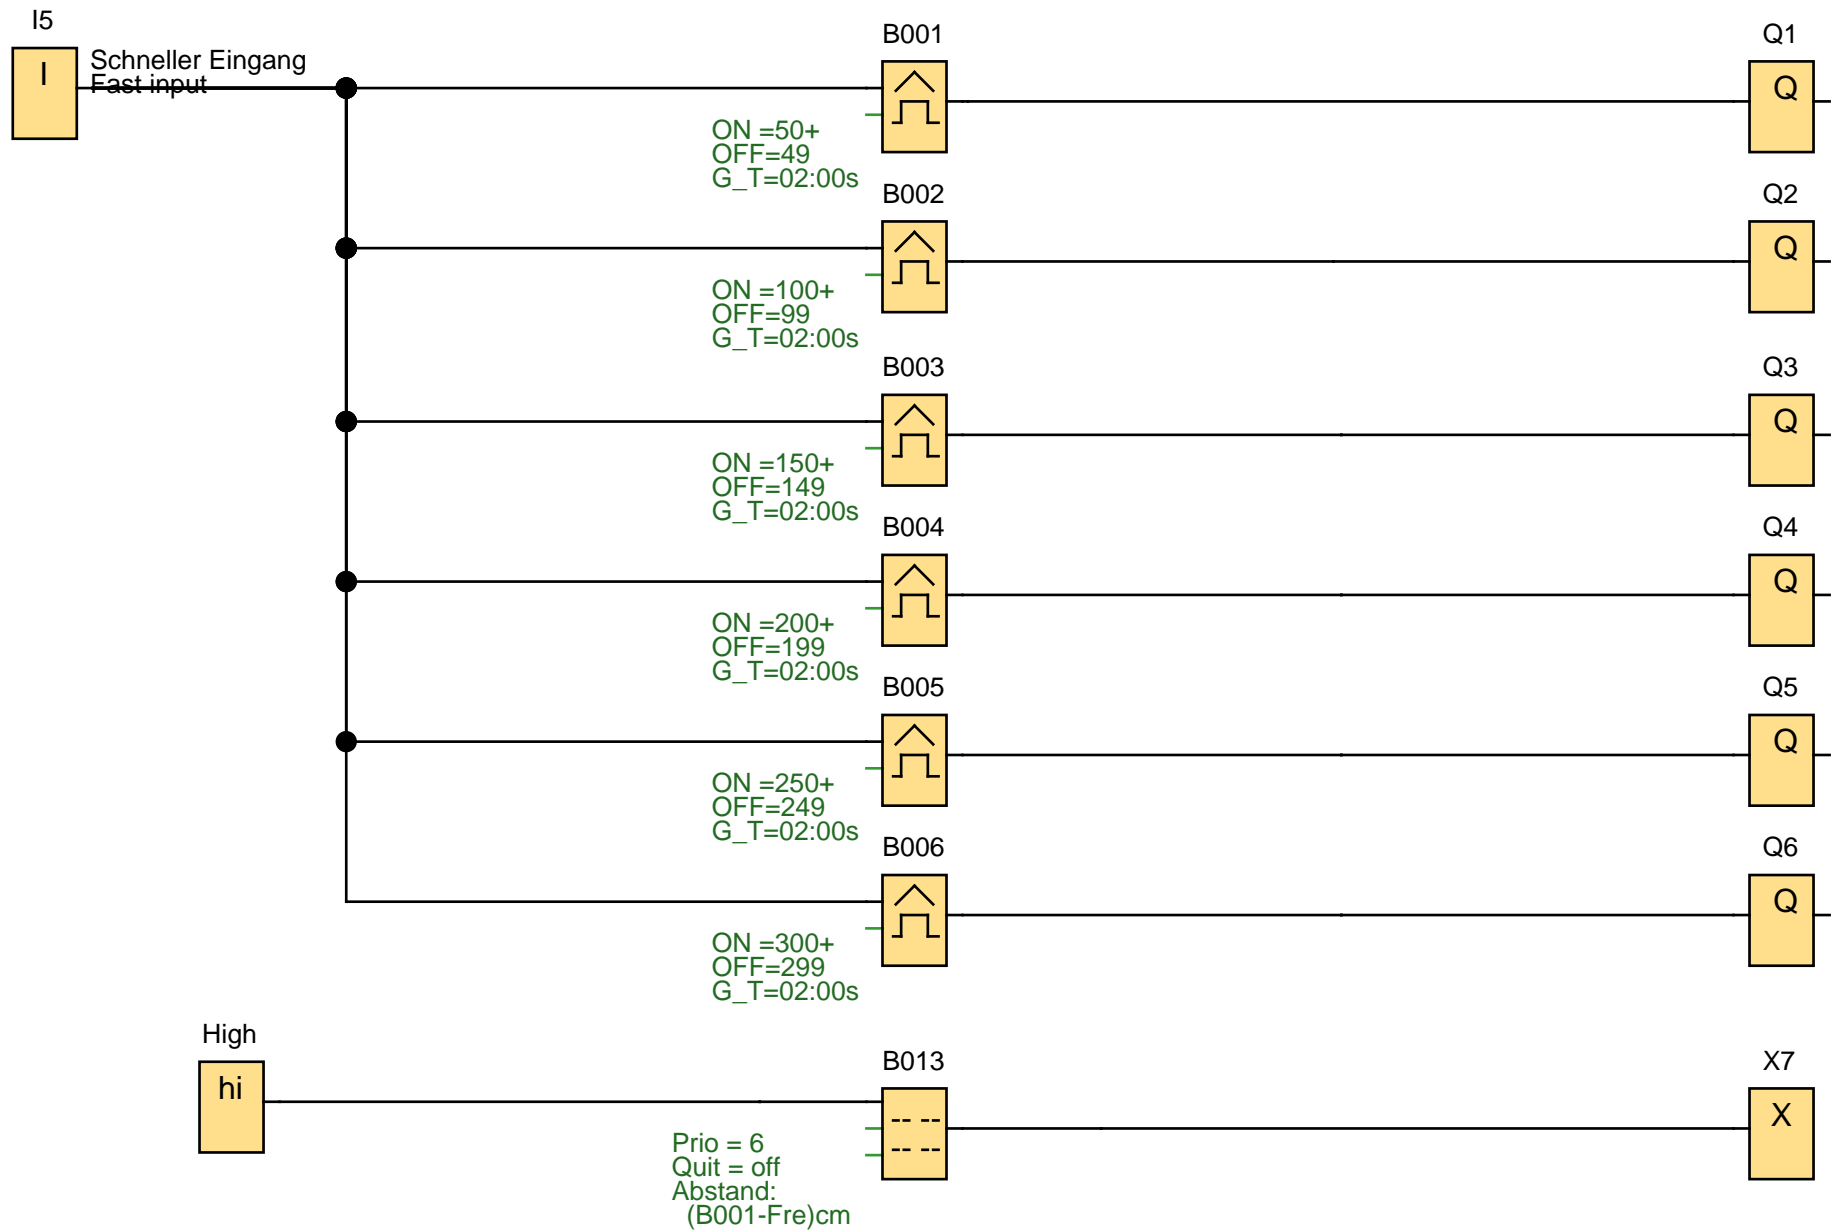 I5
I
Schneller Eingang
Fast input
B001
ON =50+
OFF=49
G_T=02:00s
Q1
Q
B002
ON =100+
OFF=99
G_T=02:00s
Q2
Q
B003
ON =150+
OFF=149
G_T=02:00s
Q3
Q
B004
ON =200+
OFF=199
G_T=02:00s
Q4
Q
B005
ON =250+
OFF=249
G_T=02:00s
Q5
Q
B006
ON =300+
OFF=299
G_T=02:00s
Q6
Q
High
hi
B013
Prio = 6
Quit = off
Abstand:
(B001-Fre)cm
X7
X